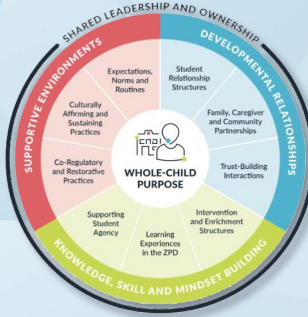 SHARED LEADERSHIP AND OWNERSHIP
SUPPORTIVE ENVIRONMENTS
DEVELOPMENTAL RELATIONSHIPS
Expectations,
Norms and
Routines
Student
Relationship
Structures
Culturally
Affirming and
Sustaining
Practices
Family, Caregiver
and Community
Partnerships
Co-Regulatory
and Restorative
Practices
WHOLE-CHILD
PURPOSE
Trust-Building
Interactions
Supporting
Student
Agency
Learning
Experiences
in the ZPD
Intervention
and Enrichment
Structures
KNOWLEDGE, SKILL AND MINDSET BUILDING